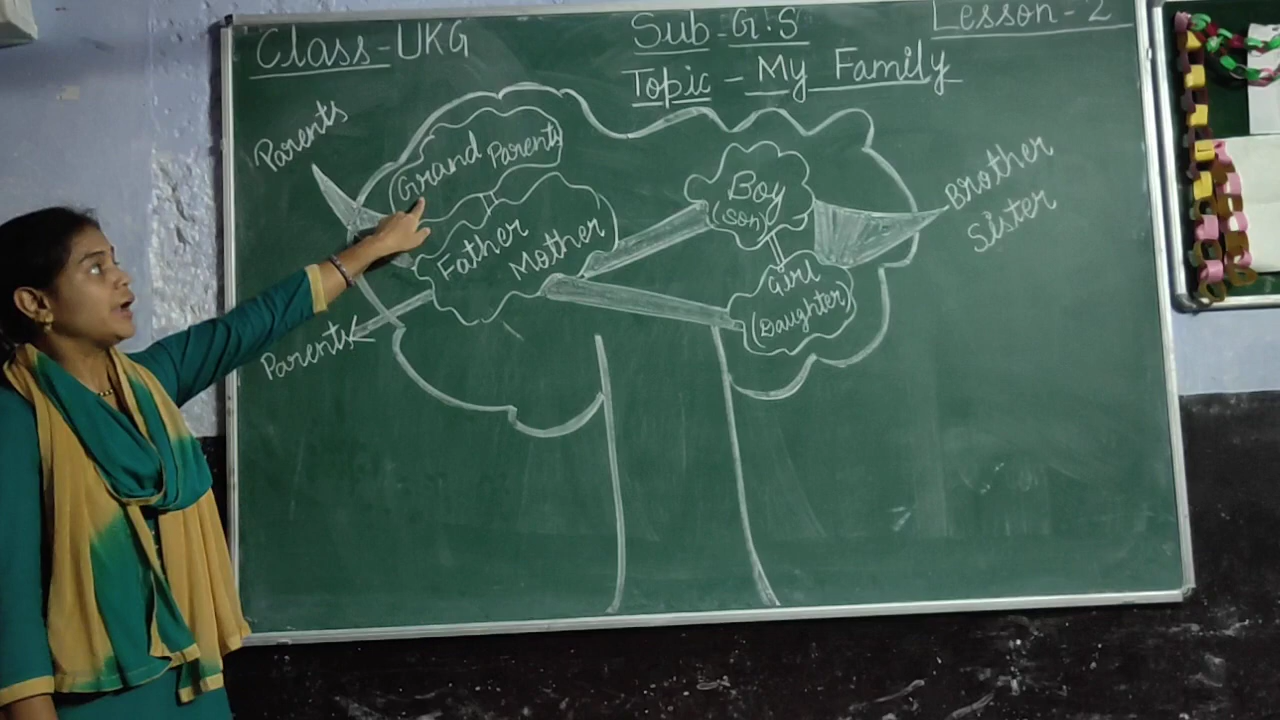 Class-UKG
Sub-G.S
Lesson-2
Topic - My Family
Parents
Grand Parents
Father
Mother
Parents
Boy
(Son)
Girl
(Daughter)
Brother
Sister